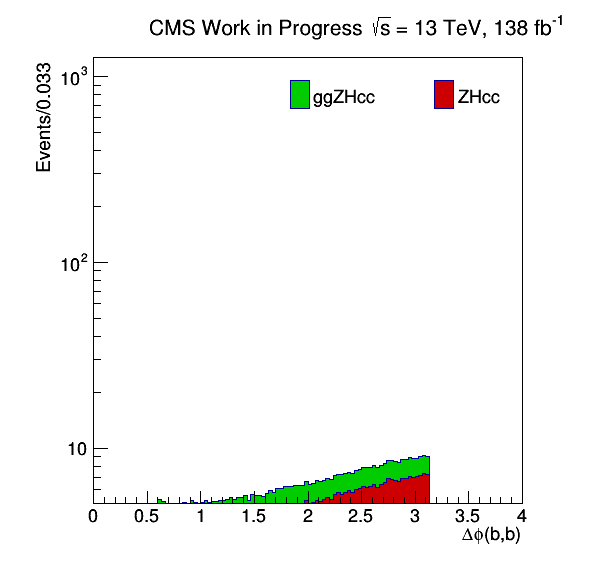 CMS Work in Progress √s = 13 TeV, 138 fb⁻¹
Events/0.033
10³
10²
10
ggZHcc
ZHcc
0 0.5 1 1.5 2 2.5 3 3.5 4
Δϕ(b,b)